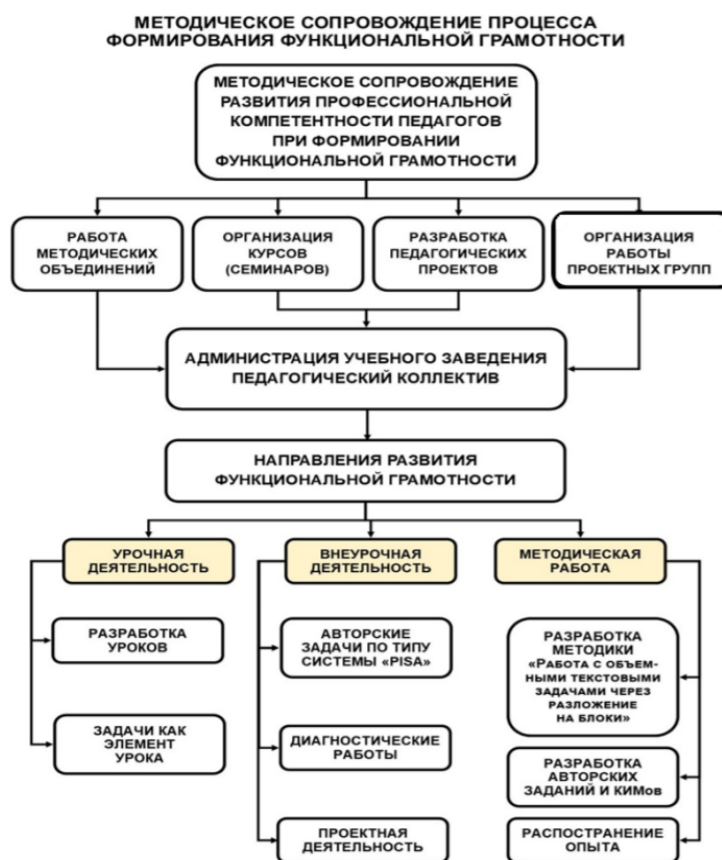 МЕТОДИЧЕСКОЕ СОПРОВОЖДЕНИЕ ПРОЦЕССА
ФОРМИРОВАНИЯ ФУНКЦИОНАЛЬНОЙ ГРАМОТНОСТИ
МЕТОДИЧЕСКОЕ СОПРОВОЖДЕНИЕ
РАЗВИТИЯ ПРОФЕССИОНАЛЬНОЙ
КОМПЕТЕНТНОСТИ ПЕДАГОГОВ
ПРИ ФОРМИРОВАНИИ
ФУНКЦИОНАЛЬНОЙ ГРАМОТНОСТИ
РАБОТА
МЕТОДИЧЕСКИХ
ОБЪЕДИНЕНИЙ
ОРГАНИЗАЦИЯ
КУРСОВ
(СЕМИНАРОВ)
РАЗРАБОТКА
ПЕДАГОГИЧЕСКИХ
ПРОЕКТОВ
ОРГАНИЗАЦИЯ
РАБОТЫ
ПРОЕКТНЫХ ГРУПП
АДМИНИСТРАЦИЯ УЧЕБНОГО ЗАВЕДЕНИЯ
ПЕДАГОГИЧЕСКИЙ КОЛЛЕКТИВ
НАПРАВЛЕНИЯ РАЗВИТИЯ
ФУНКЦИОНАЛЬНОЙ ГРАМОТНОСТИ
УРОЧНАЯ
ДЕЯТЕЛЬНОСТЬ
РАЗРАБОТКА
УРОКОВ
ЗАДАЧИ КАК
ЭЛЕМЕНТ
УРОКА
ВНЕУРОЧНАЯ
ДЕЯТЕЛЬНОСТЬ
АВТОРСКИЕ
ЗАДАЧИ ПО ТИПУ
СИСТЕМЫ «PISA»
ДИАГНОСТИЧЕСКИЕ
РАБОТЫ
ПРОЕКТНАЯ
ДЕЯТЕЛЬНОСТЬ
МЕТОДИЧЕСКАЯ
РАБОТА
РАЗРАБОТКА
МЕТОДИКИ
«РАБОТА С ОБЪЕМ-
НЫМИ ТЕКСТОВЫМИ
ЗАДАЧАМИ ЧЕРЕЗ
РАЗЛОЖЕНИЕ
НА БЛОКИ»
РАЗРАБОТКА
АВТОРСКИХ
ЗАДАНИЙ И КИМов
РАСПОСТРАНЕНИЕ
ОПЫТА